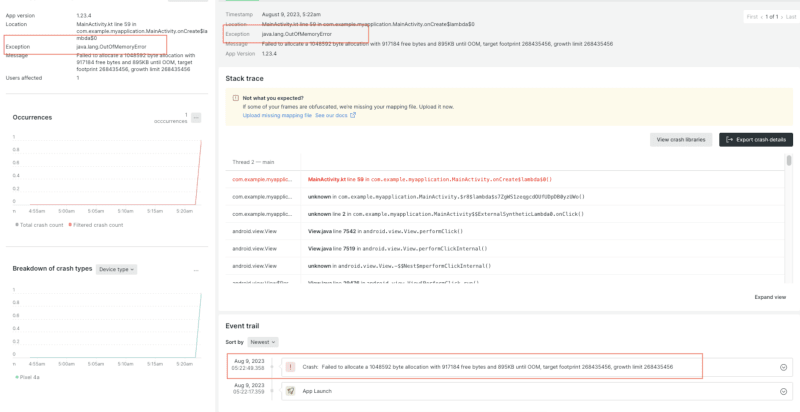 App version 1.23.4
Location MainActivity.kt line 59 in
com.example.myapplication.MainActivity.onCreate$lam
bda$0
Exception java.lang.OutOfMemoryError
Message Failed to allocate a 1048592 byte allocation with
917184 free bytes and 895KB until OOM, target
footprint 268435456, growth limit 268435456
Users affected 1
Occurrences
1
occcurrences
1
0.8
0.6
0.4
0.2
0
n 4:55am 5:00am 5:05am 5:10am 5:15am 5:20am
Total crash count Filtered crash count
Breakdown of crash types Device type
1
0.8
0.6
0.4
0.2
0
n 4:55am 5:00am 5:05am 5:10am 5:15am 5:20am
Pixel 4a
Timestamp August 9, 2023, 5:22am
Location MainActivity.kt line 59 in com.example.myapplication.MainActivity.onCreate$lambda$0
Exception java.lang.OutOfMemoryError
Message Failed to allocate a 1048592 byte allocation with 917184 free bytes and 895KB until OOM, target footprint 268435456, growth limit 268435456
App Version 1.23.4
First 1 of 1 Last
Stack trace
Not what you expected?
If some of your frames are obfuscated, we're missing your mapping file. Upload it now.
Upload missing mapping file See our docs
View crash libraries Export crash details
Thread 2 — main
com.example.myapplic... MainActivity.kt line 59 in com.example.myapplication.MainActivity.onCreate$lambda$0()
com.example.myapplic... unknown in
com.example.myapplic... unknown line 2 in com.example.myapplication.MainActivity$$ExternalSyntheticLambda0.onClick()
android.view.View View.java line 7542 in android.view.View.performClick()
android.view.View View.java line 7519 in android.view.View.performClickInternal()
android.view.View unknown in android.view.View.-$$Nest$mperformClickInternal()
Expand view
Event trail
Sort by Newest
Aug 9, 2023
05:22:49.358 Crash: Failed to allocate a 1048592 byte allocation with 917184 free bytes and 895KB until OOM, target footprint 268435456, growth limit 268435456
Aug 9, 2023
05:22:17.359 App Launch